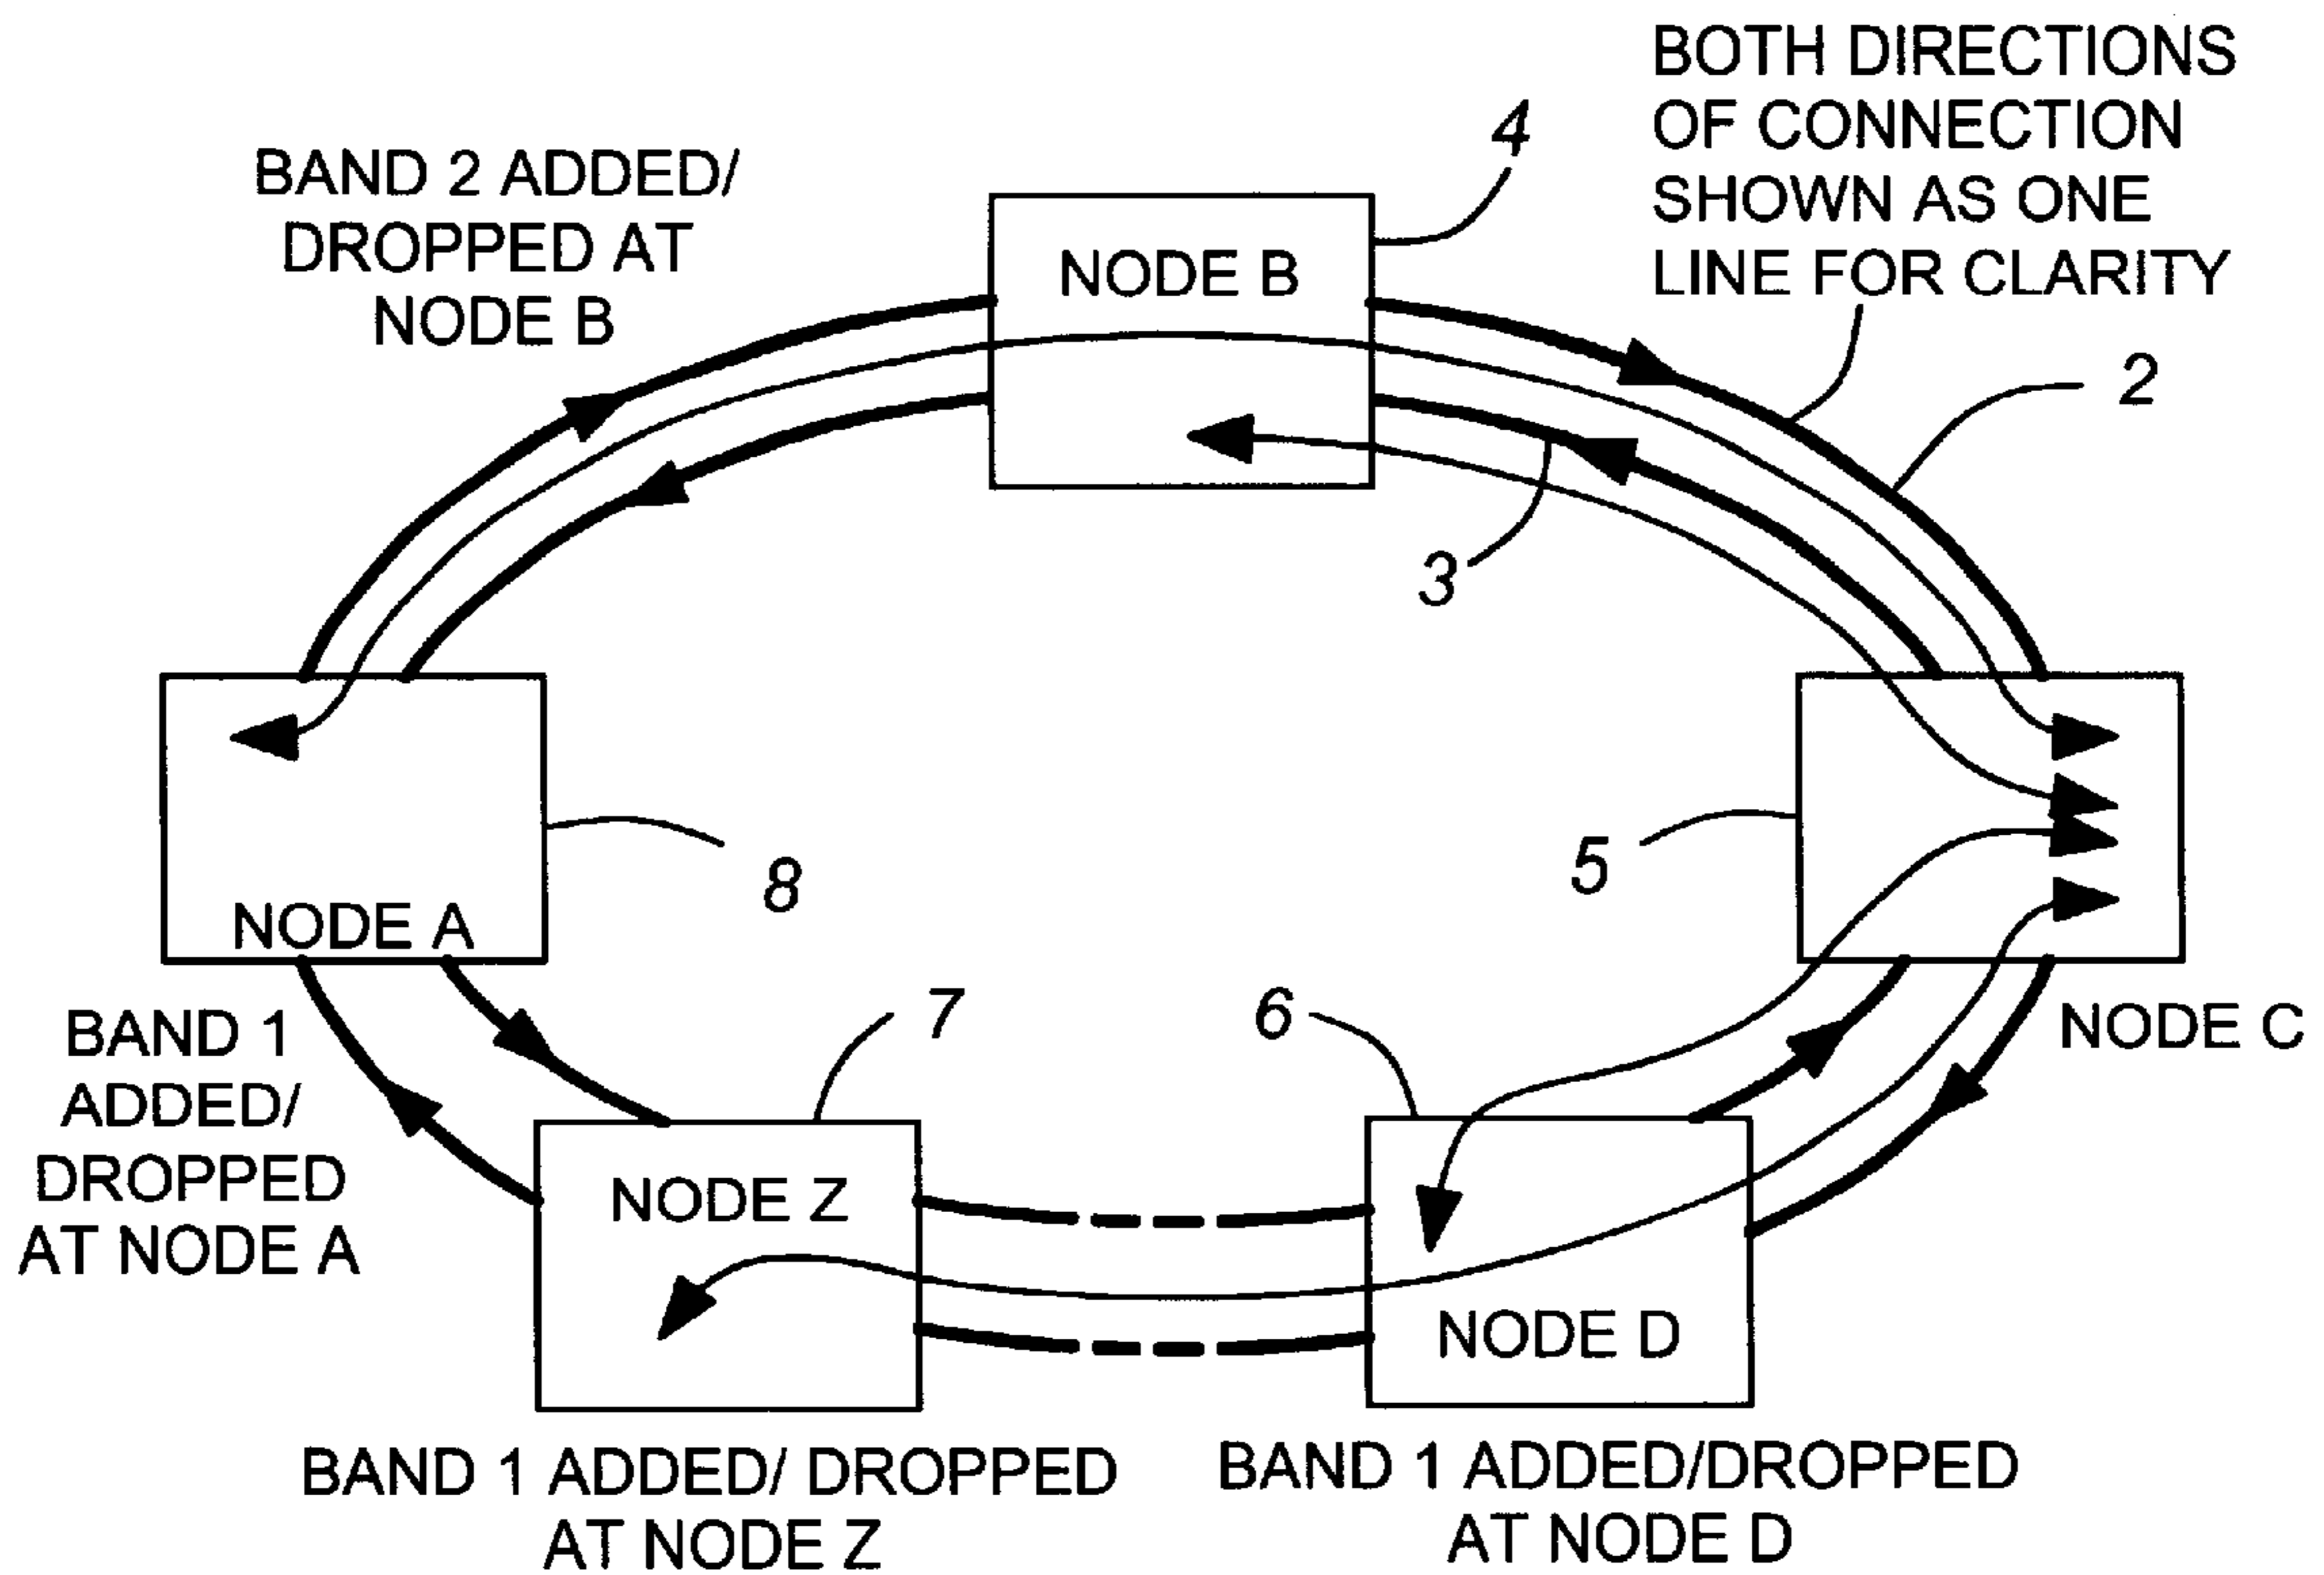 BOTH DIRECTIONS
OF CONNECTION
SHOWN AS ONE
LINE FOR CLARITY
4
BAND 2 ADDED/
DROPPED AT
NODE B
NODE B
2
3
NODE A
8
5
NODE C
BAND 1
ADDED/
DROPPED
AT NODE A
7
6
NODE Z
NODE D
BAND 1 ADDED/ DROPPED
AT NODE Z
BAND 1 ADDED/DROPPED
AT NODE D